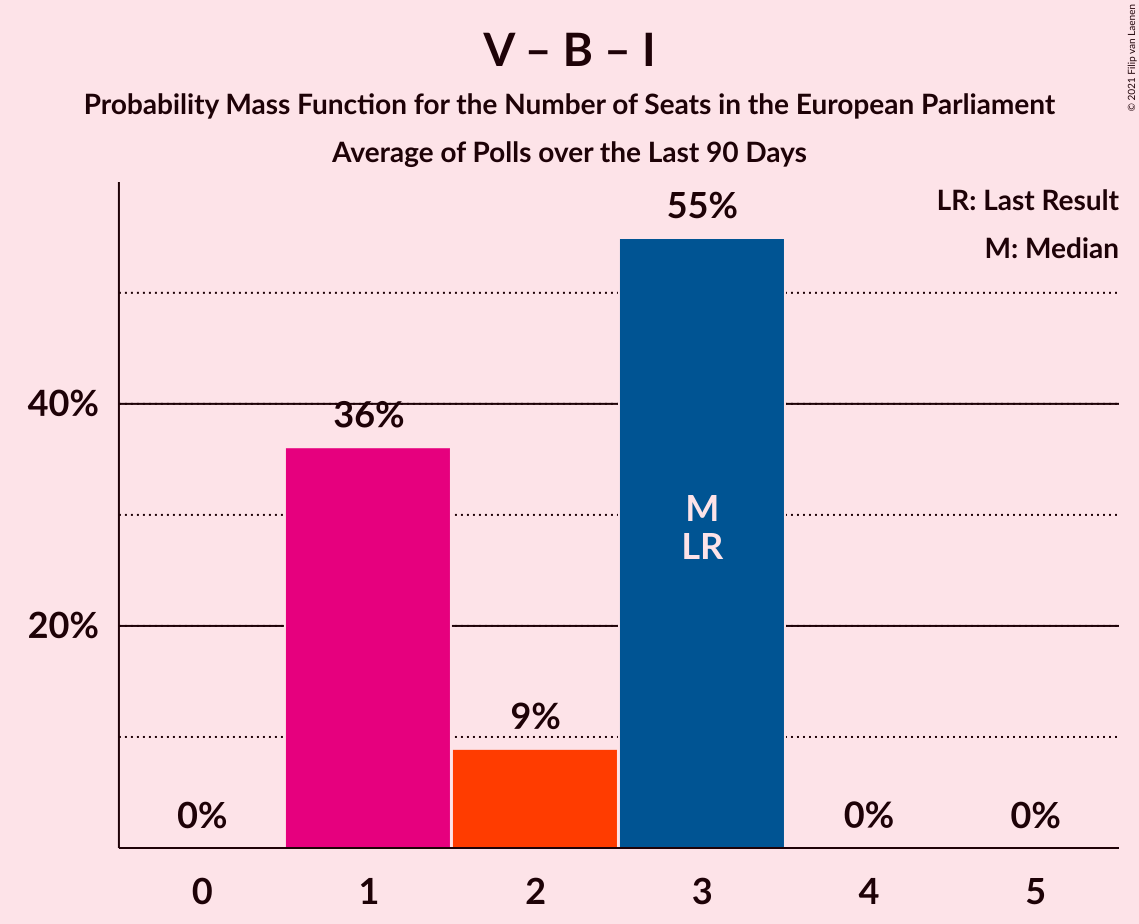 V – B – I
Probability Mass Function for the Number of Seats in the European Parliament
Average of Polls over the Last 90 Days
© 2021 Filip van Laenen
LR: Last Result
M: Median
55%
40%
36%
M
LR
20%
9%
0%
0%
0%
0
1
2
3
4
5